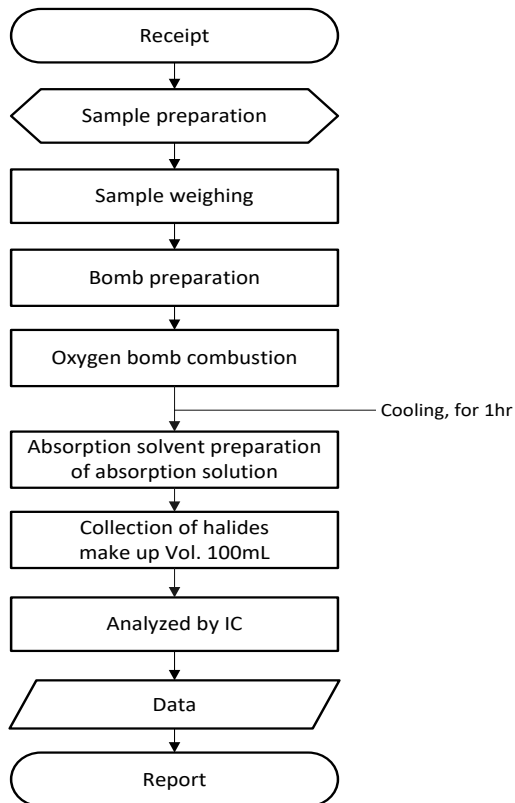 Receipt
Sample preparation
Sample weighing
Bomb preparation
Oxygen bomb combustion
Cooling, for 1hr
Absorption solvent preparation
of absorption solution
Collection of halides
make up Vol. 100mL
Analyzed by IC
Data
Report